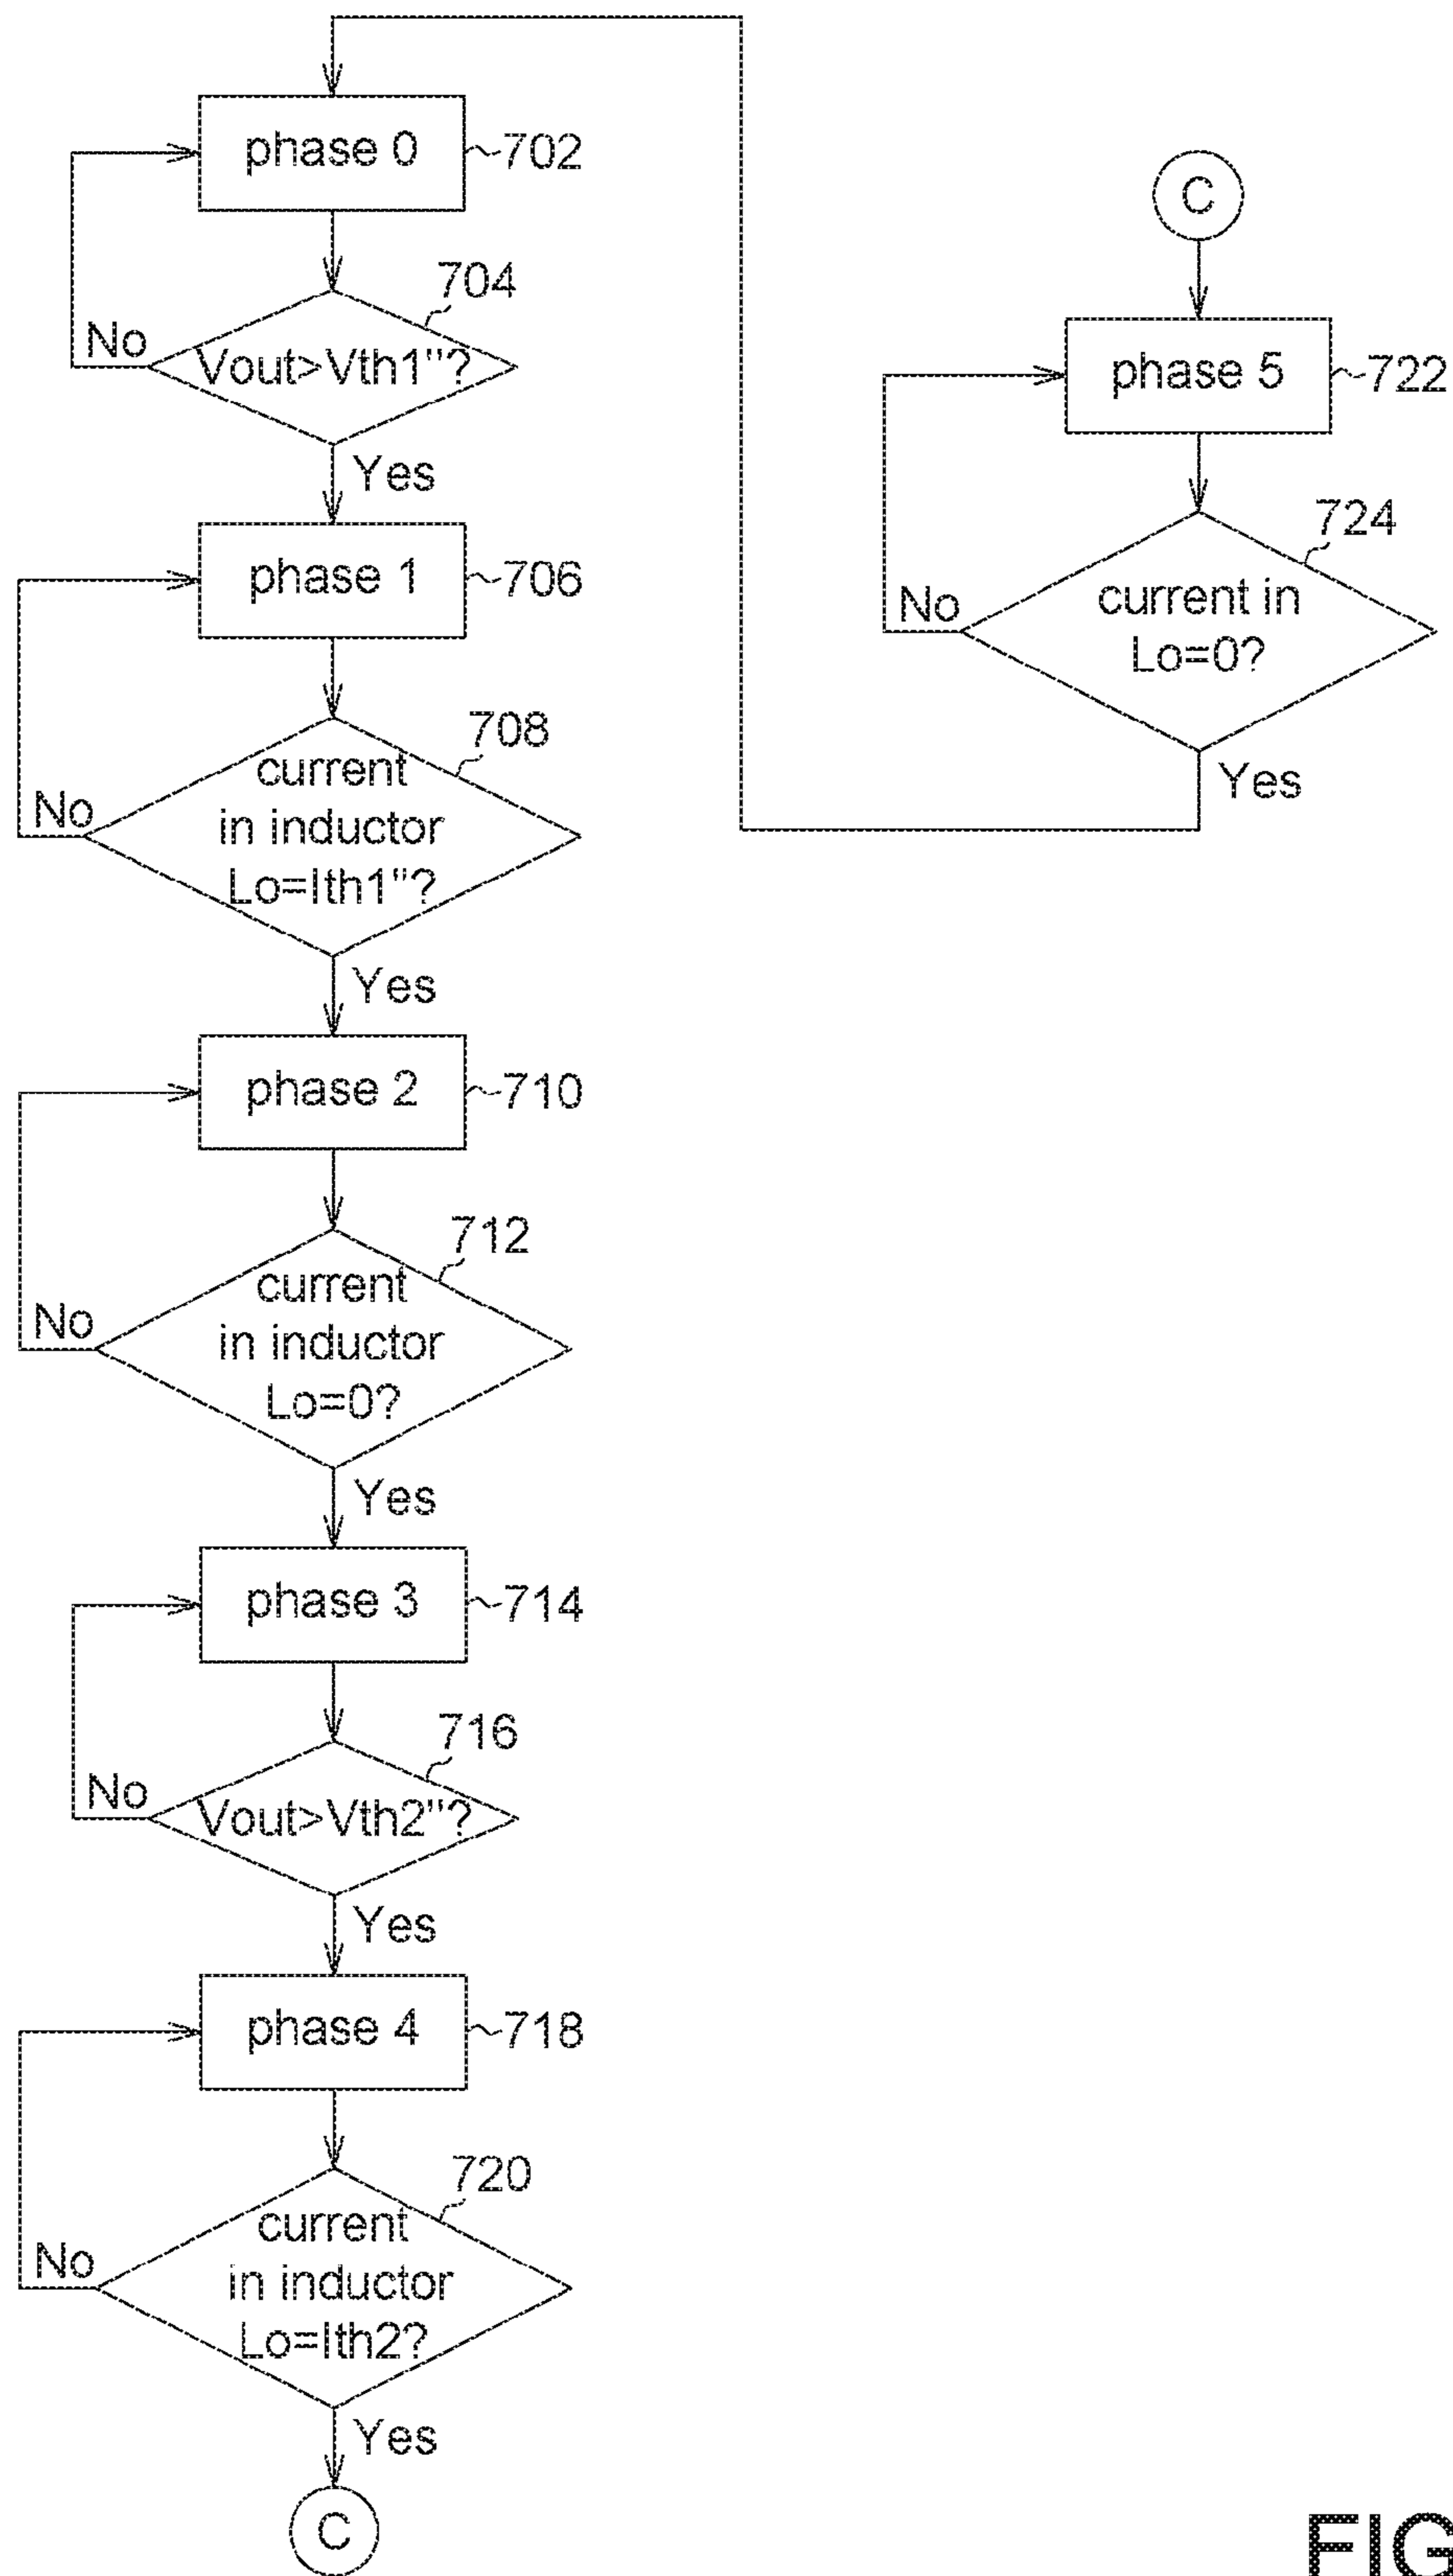 phase 0
702
704
No
Vout>Vth1"?
Yes
phase 1
706
708
current
in inductor
Lo=Ith1"?
No
Yes
phase 2
710
712
current
in inductor
Lo=0?
No
Yes
phase 3
714
716
No
Vout>Vth2"?
Yes
phase 4
718
720
current
in inductor
Lo=Ith2?
No
Yes
C
C
phase 5
722
724
current in
Lo=0?
No
Yes
FIG